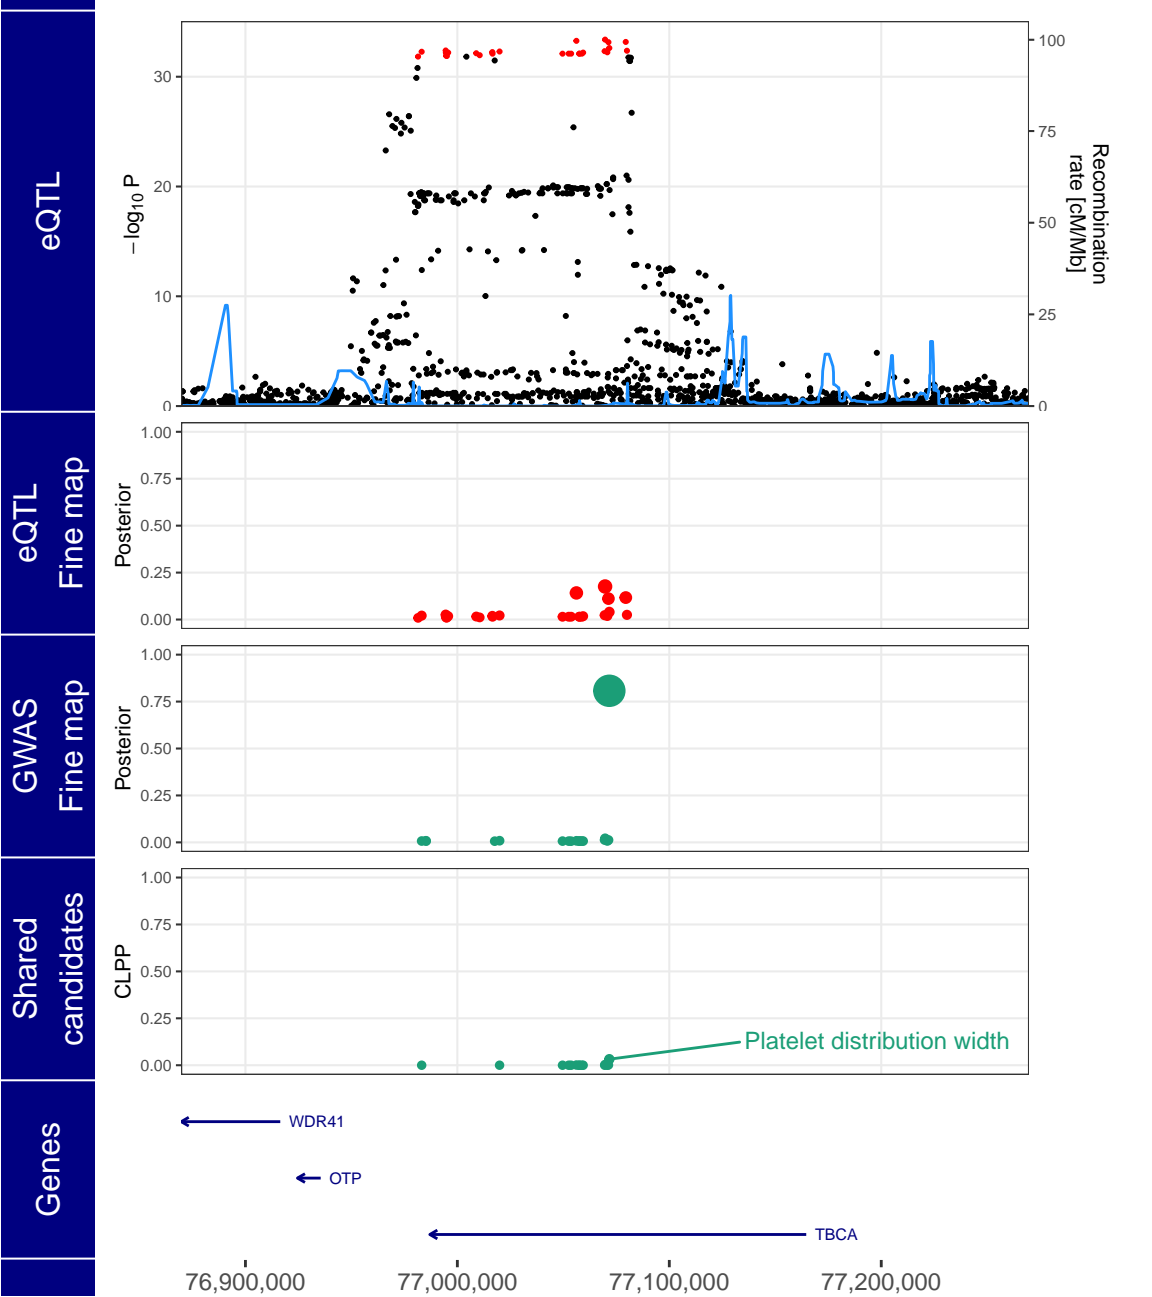 eQTL
−log10 P
30
20
10
0
100
75
50
25
0
Recombination
rate [cM/Mb]
eQTL
Fine map
Posterior
1.00
0.75
0.50
0.25
0.00
GWAS
Fine map
Posterior
1.00
0.75
0.50
0.25
0.00
Shared
candidates
CLPP
1.00
0.75
0.50
0.25
0.00
Platelet distribution width
Genes
WDR41
OTP
TBCA
76,900,000
77,000,000
77,100,000
77,200,000